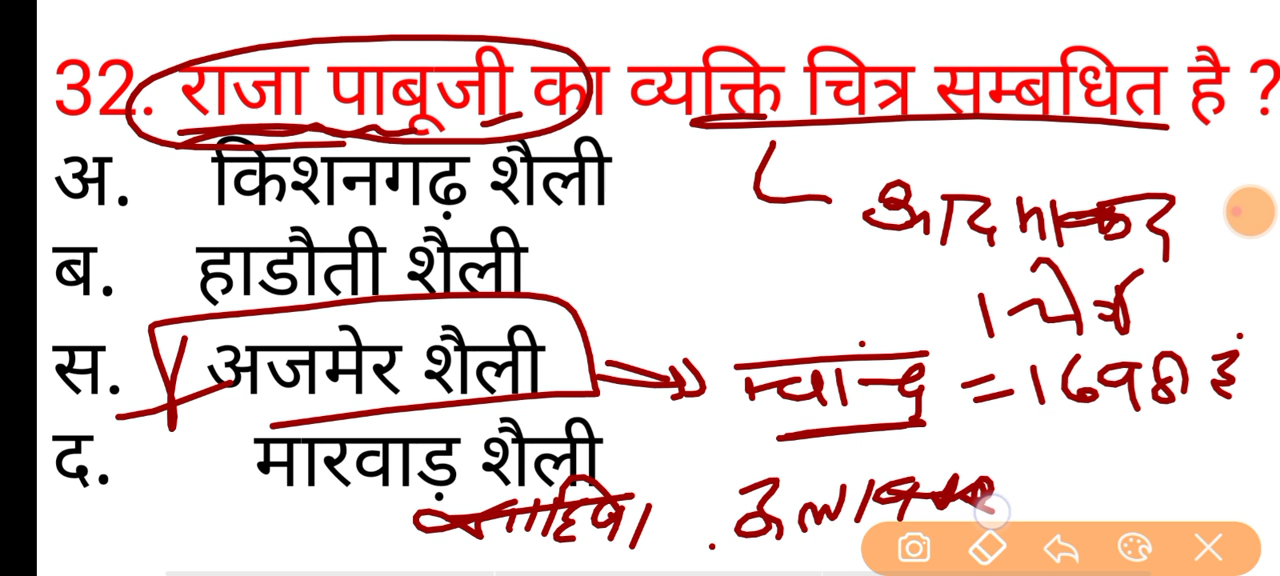 32. राजा पाबूजी का व्यक्ति चित्र सम्बधित है ?
अ. किशनगढ़ शैली
ब. हाडौती शैली
स. अजमेर शैली
चान्द = 1698 ई
द. मारवाड़ शैली